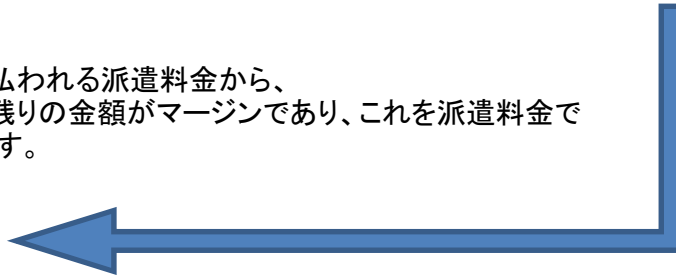 払われる派遣料金から、
残りの金額がマージンであり、これを派遣料金で
す。